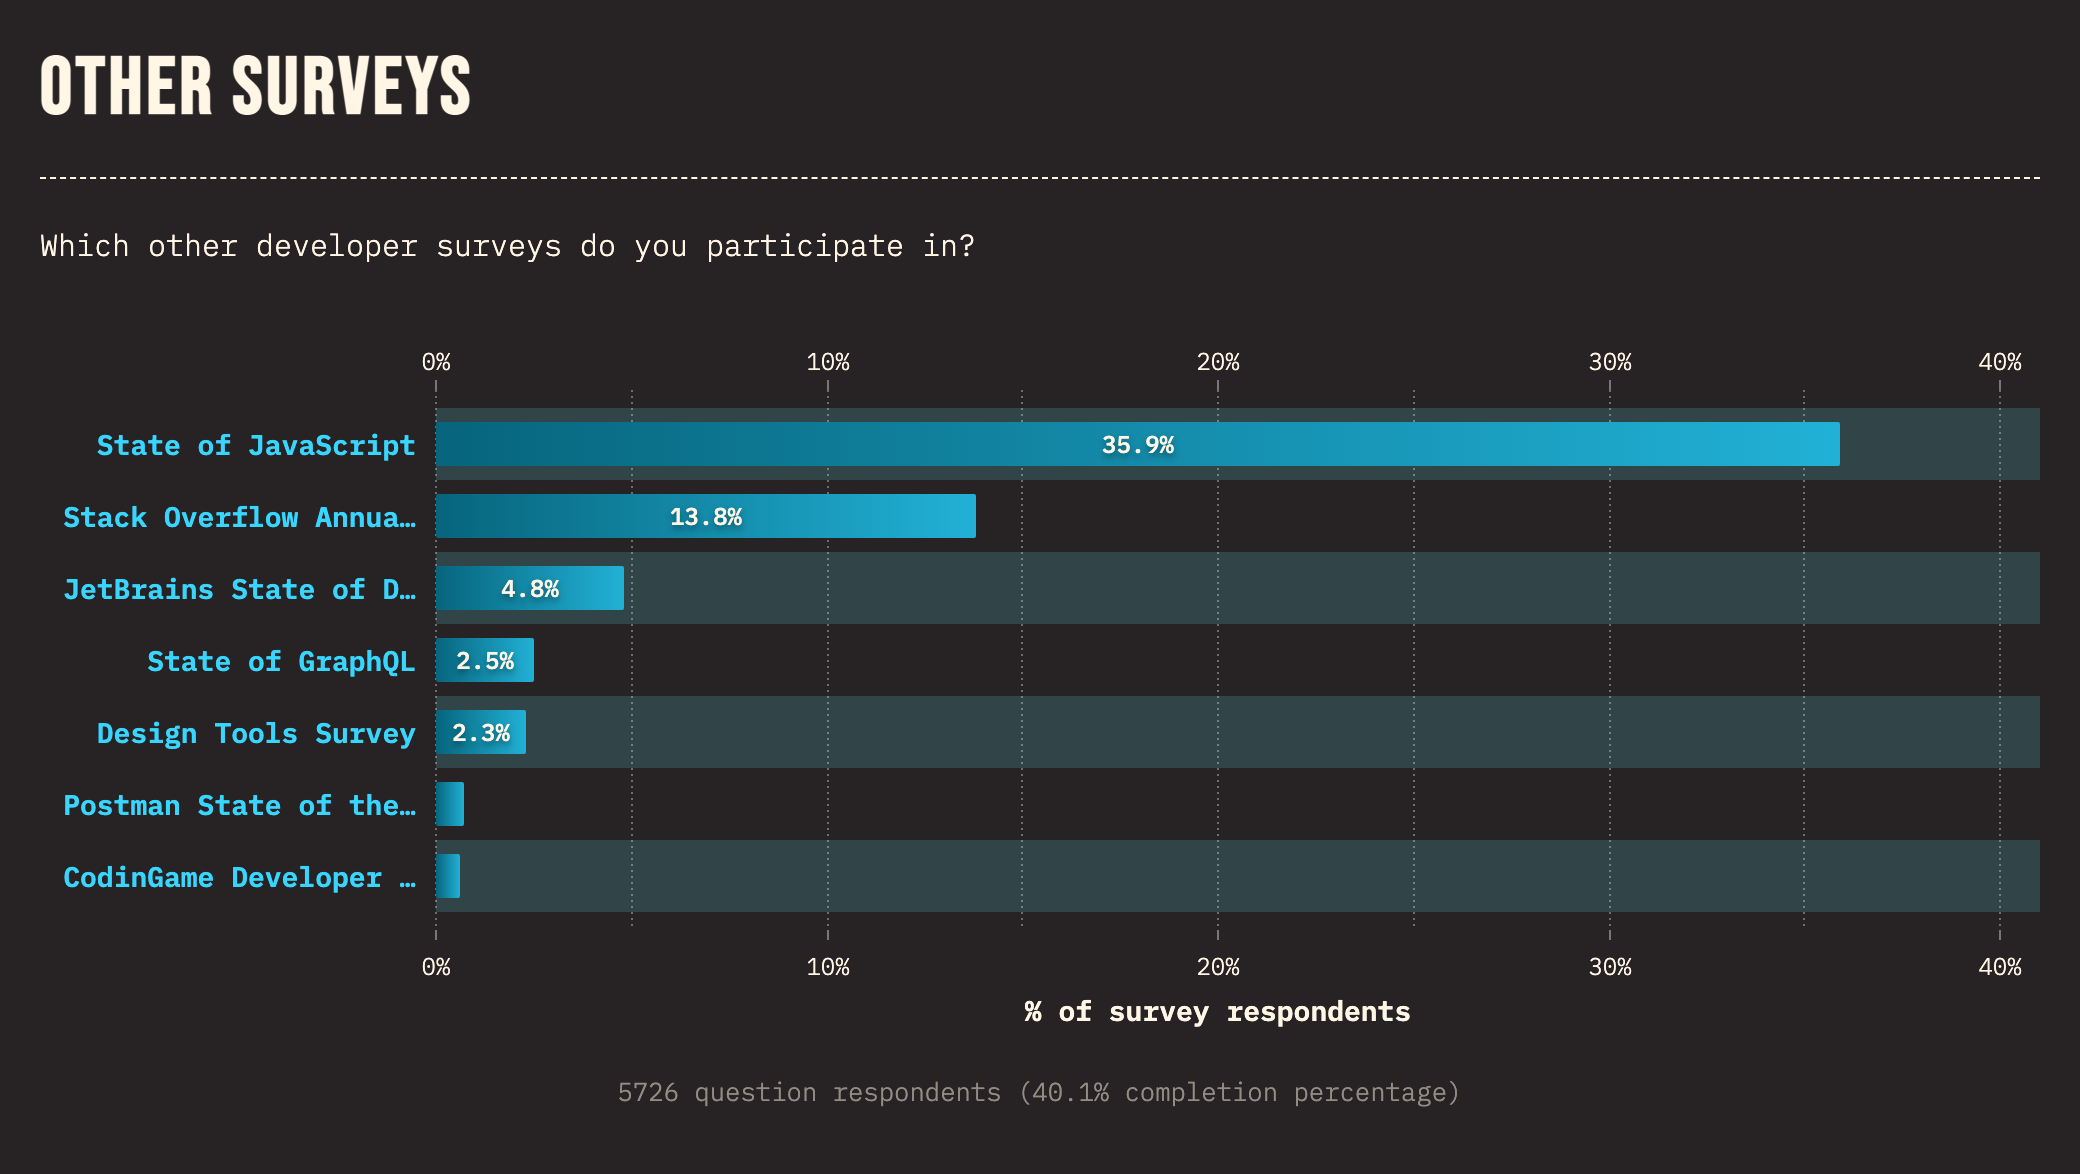 OTHER SURVEYS
Which other developer surveys do you participate in?
0% 10% 20% 30% 40%
State of JavaScript 35.9%
Stack Overflow Annua… 13.8%
JetBrains State of D… 4.8%
State of GraphQL 2.5%
Design Tools Survey 2.3%
Postman State of the…
CodinGame Developer …
0% 10% 20% 30% 40%
% of survey respondents
5726 question respondents (40.1% completion percentage)